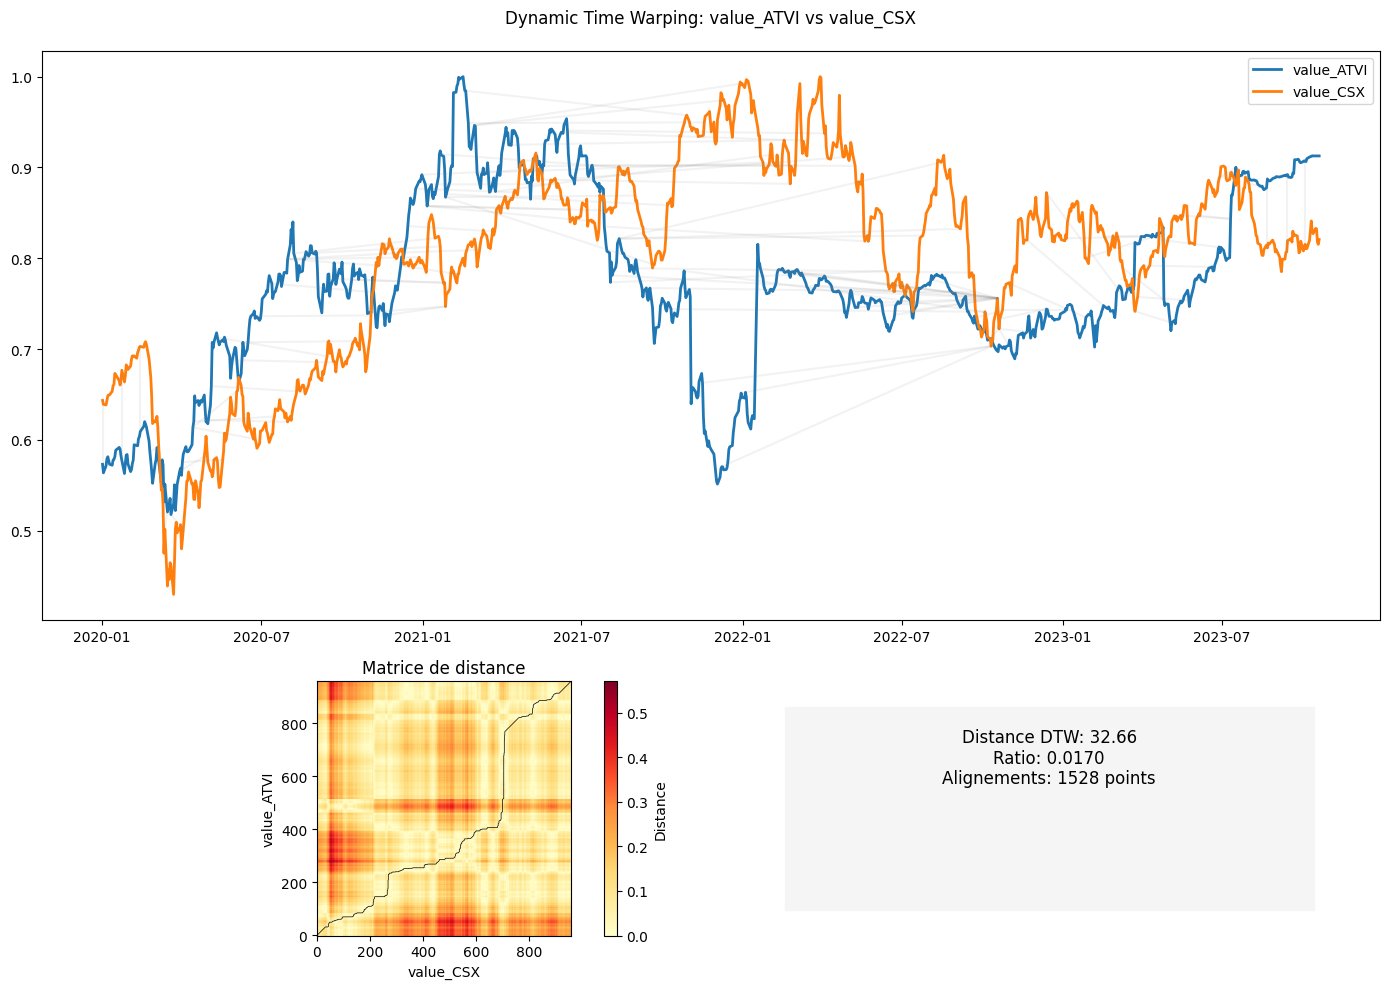 Dynamic Time Warping: value_ATVI vs value_CSX
value_ATVI
value_CSX
1.0
0.9
0.8
0.7
0.6
0.5
2020-01 2020-07 2021-01 2021-07 2022-01 2022-07 2023-01 2023-07
Matrice de distance
value_ATVI
800
600
400
200
0
0 200 400 600 800
value_CSX
0.5
0.4
0.3
0.2
0.1
0.0
Distance
Distance DTW: 32.66
Ratio: 0.0170
Alignements: 1528 points